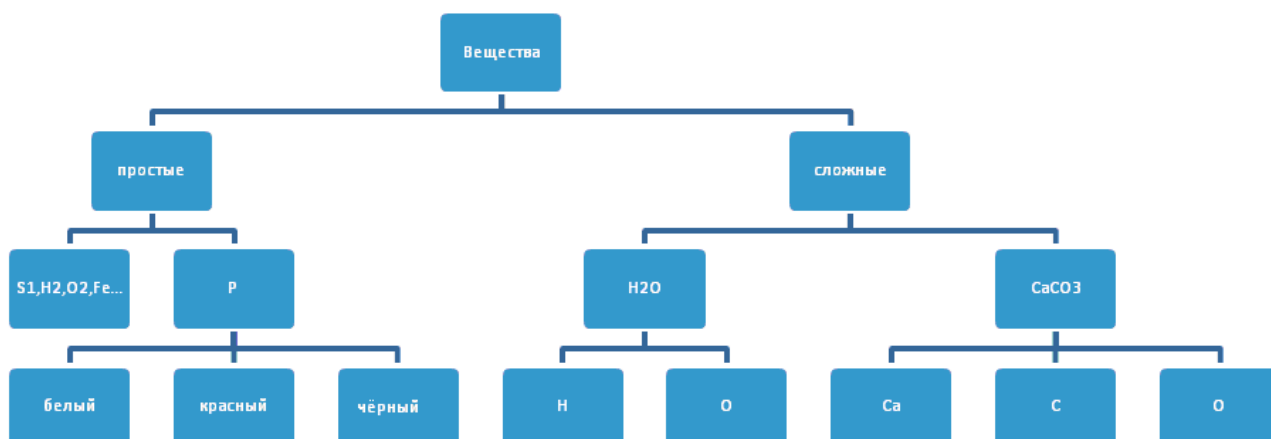 Вещества
простые
сложные
S1,H2,O2,Fe...
P
H2O
CaCO3
белый
красный
чёрный
H
O
Ca
C
O